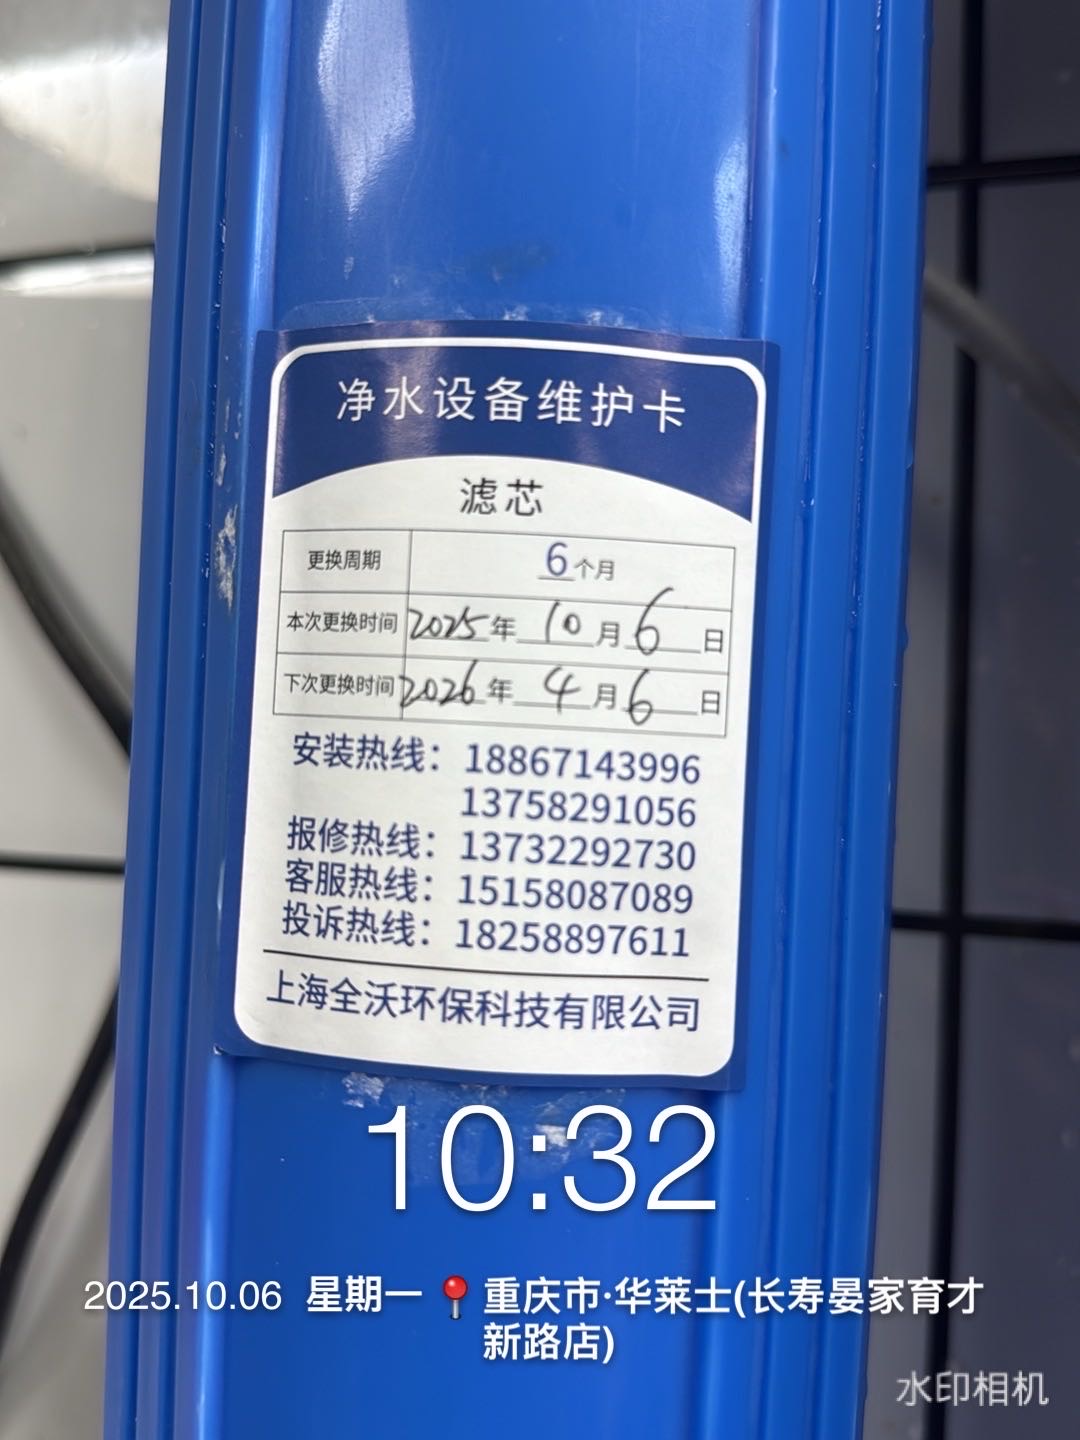 净水设备维护卡
滤芯
更换周期 6个月
本次更换时间 2025年10月6日
下次更换时间 2026年4月6日
安装热线：18867143996
13758291056
报修热线：13732292730
客服热线：15158087089
投诉热线：18258897611
上海全沃环保科技有限公司
10:32
2025.10.06 星期一 📍重庆市·华莱士(长寿晏家育才
新路店)
水印相机